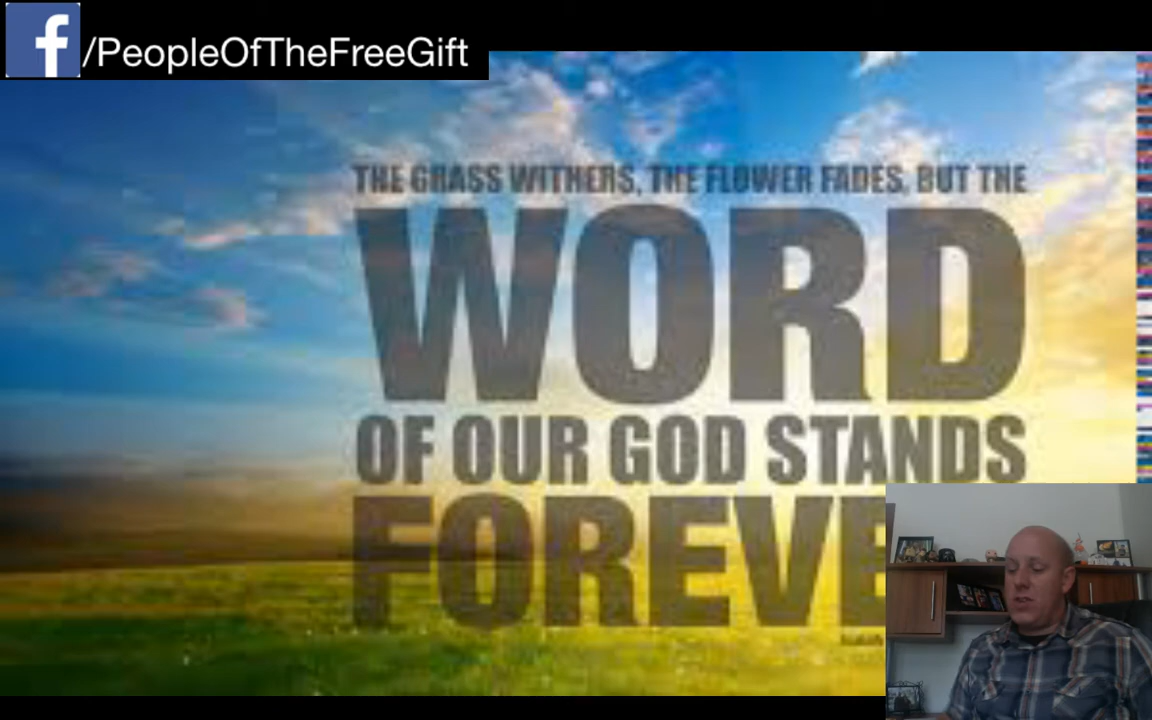 f/PeopleOfTheFreeGift
THE GRASS WITHERS, THE FLOWER FADES, BUT THE
WORD
OF OUR GOD STANDS
FOREVE